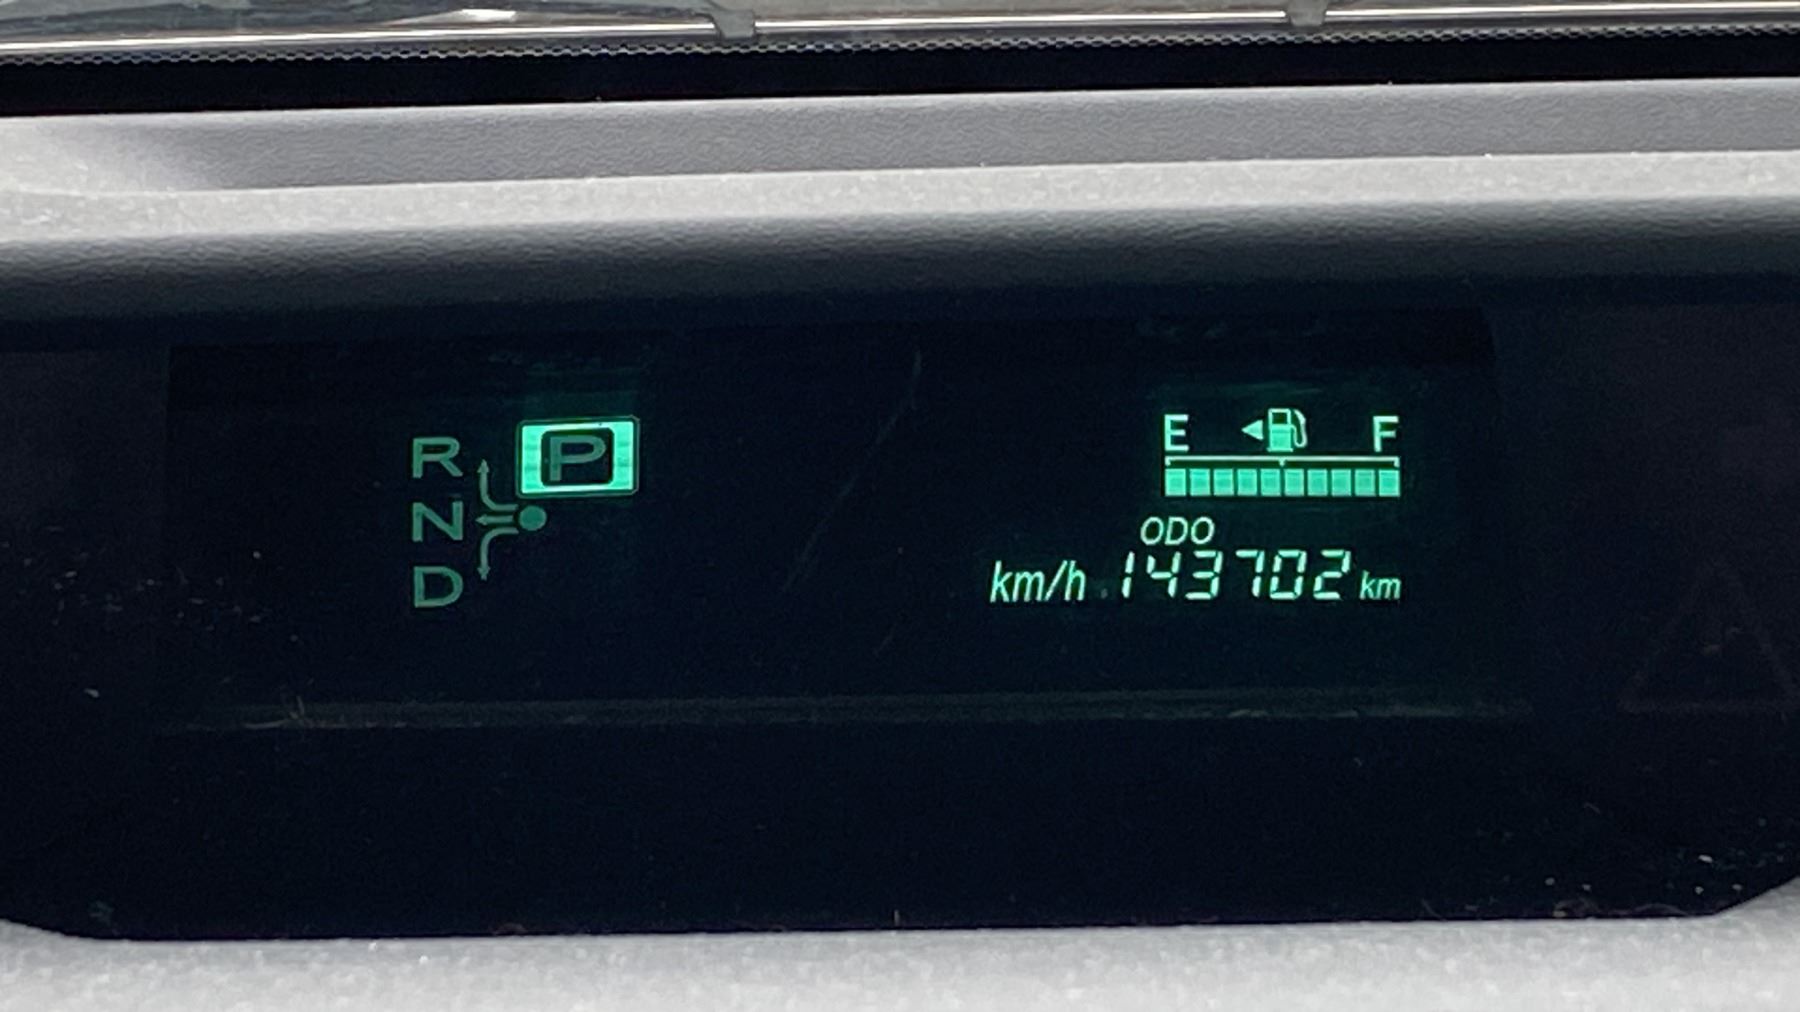 R P
N
D
E F
ODO
km/h 143702 km